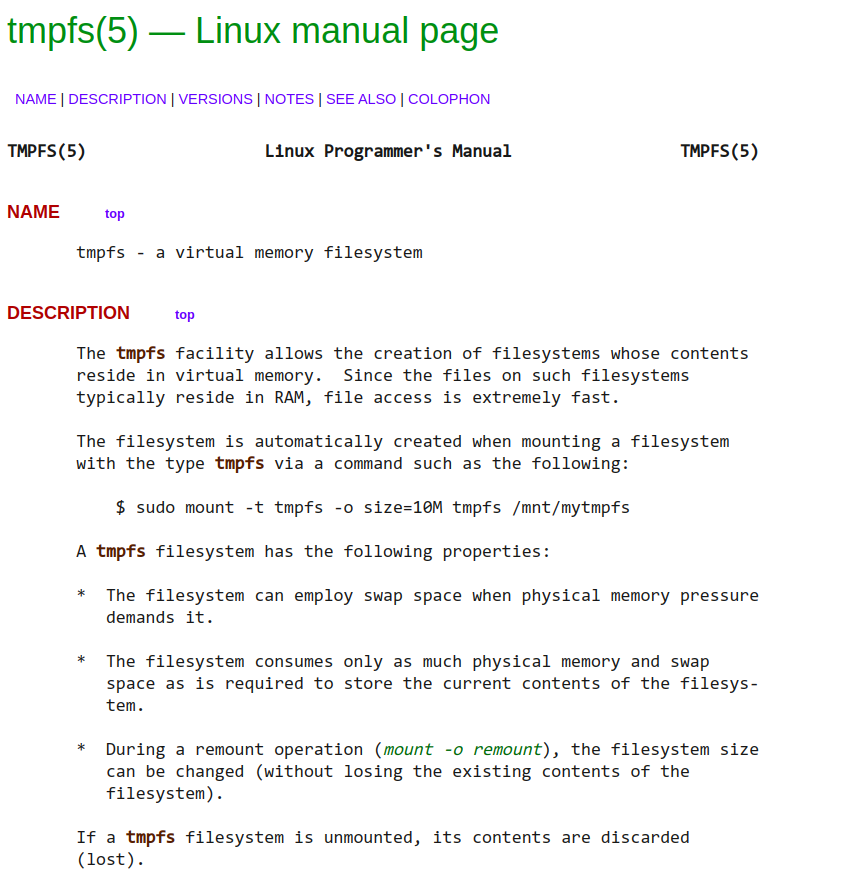 tmpfs(5) — Linux manual page
NAME | DESCRIPTION | VERSIONS | NOTES | SEE ALSO | COLOPHON
TMPFS(5) Linux Programmer's Manual TMPFS(5)
NAME top
tmpfs - a virtual memory filesystem
DESCRIPTION top
The tmpfs facility allows the creation of filesystems whose contents
reside in virtual memory.  Since the files on such filesystems
typically reside in RAM, file access is extremely fast.
The filesystem is automatically created when mounting a filesystem
with the type tmpfs via a command such as the following:
$ sudo mount -t tmpfs -o size=10M tmpfs /mnt/mytmpfs
A tmpfs filesystem has the following properties:
* The filesystem can employ swap space when physical memory pressure
demands it.
* The filesystem consumes only as much physical memory and swap
space as is required to store the current contents of the filesys-
tem.
* During a remount operation (mount -o remount), the filesystem size
can be changed (without losing the existing contents of the
filesystem).
If a tmpfs filesystem is unmounted, its contents are discarded
(lost).